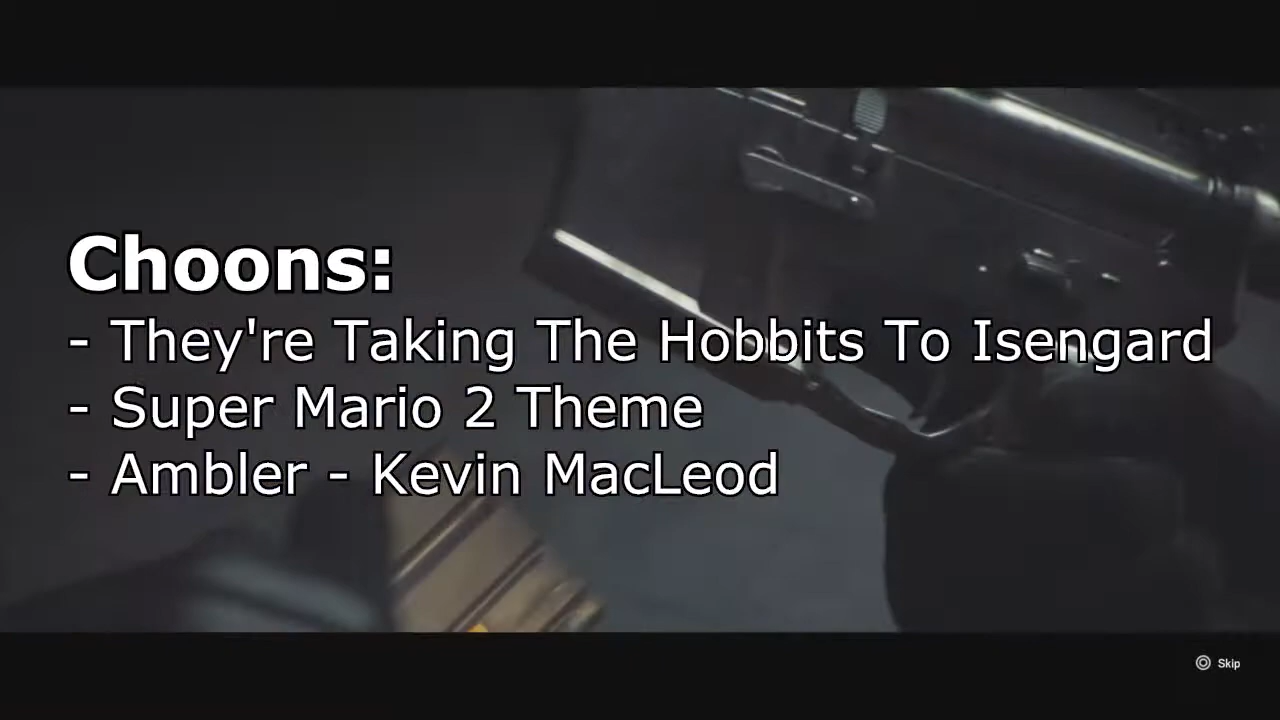 Choons:
- They're Taking The Hobbits To Isengard
- Super Mario 2 Theme
- Ambler - Kevin MacLeod
Skip